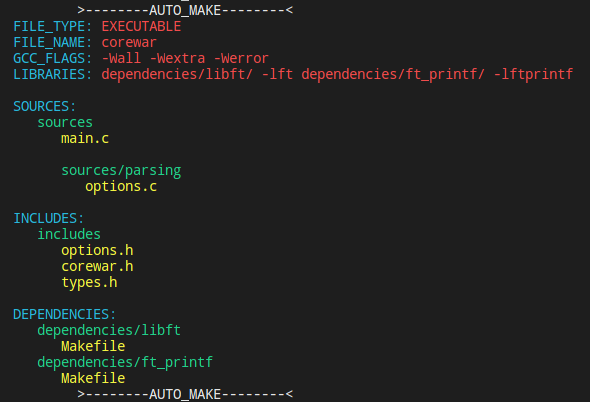 >--------AUTO_MAKE--------<
FILE_TYPE: EXECUTABLE
FILE_NAME: corewar
GCC_FLAGS: -Wall -Wextra -Werror
LIBRARIES: dependencies/libft/ -lft dependencies/ft_printf/ -lftprintf
SOURCES:
sources
main.c
sources/parsing
options.c
INCLUDES:
includes
options.h
corewar.h
types.h
DEPENDENCIES:
dependencies/libft
Makefile
dependencies/ft_printf
Makefile
>--------AUTO_MAKE--------<